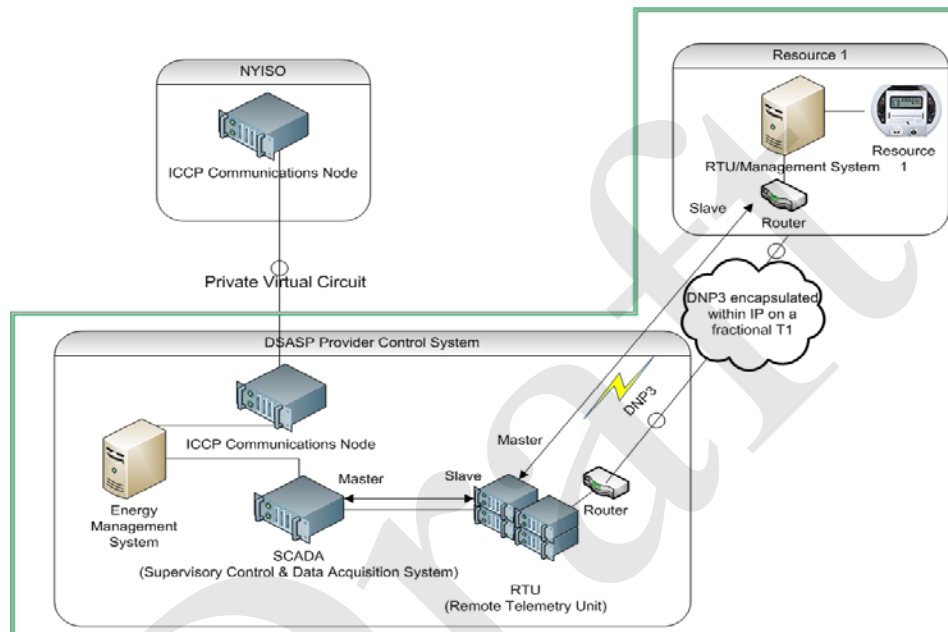 NYISO
ICCP Communications Node
Private Virtual Circuit
Resource 1
RTU/Management System
Resource
1
Slave
Router
DNP3 encapsulated
within IP on a
fractional T1
DSASP Provider Control System
ICCP Communications Node
Energy
Management
System
Master
Slave
SCADA
(Supervisory Control & Data Acquisition System)
Master
DNP3
Router
RTU
(Remote Telemetry Unit)
Draft